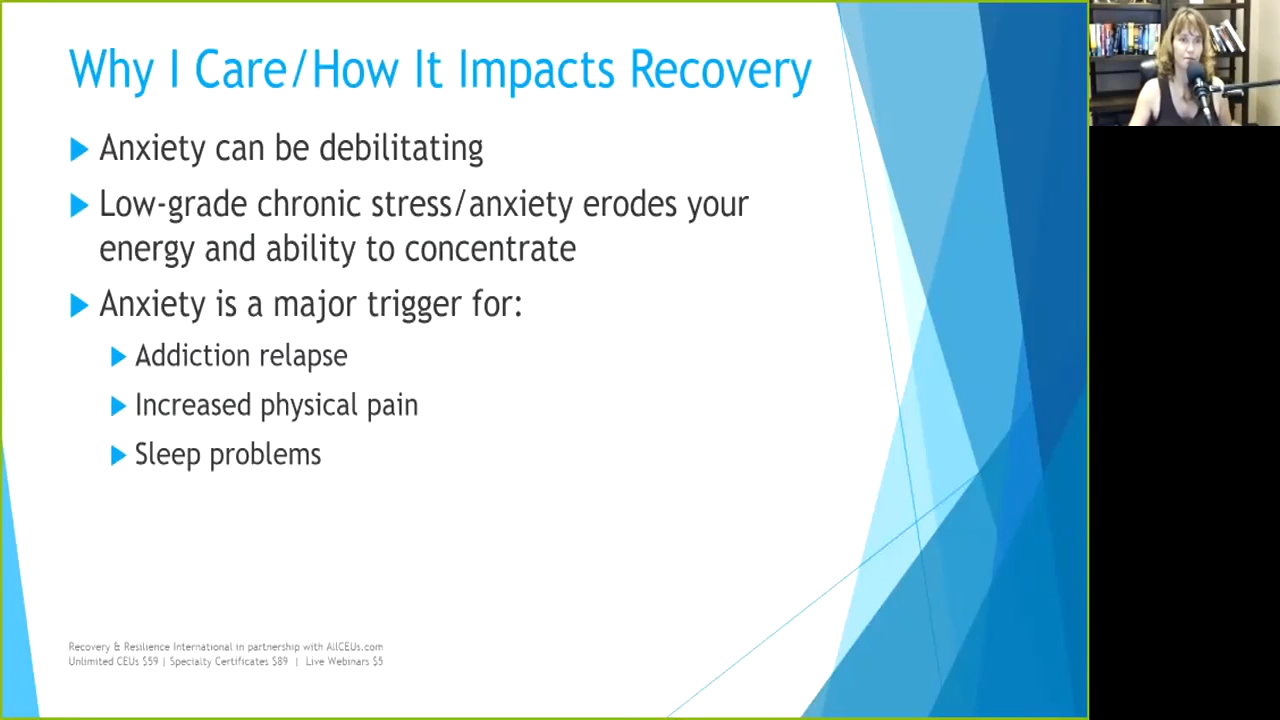 Why I Care/How It Impacts Recovery
Anxiety can be debilitating
Low-grade chronic stress/anxiety erodes your
energy and ability to concentrate
Anxiety is a major trigger for:
Addiction relapse
Increased physical pain
Sleep problems
Recovery & Resilience International in partnership with AllCEUs.com
Unlimited CEUs $59 | Specialty Certificates $89 | Live Webinars $5